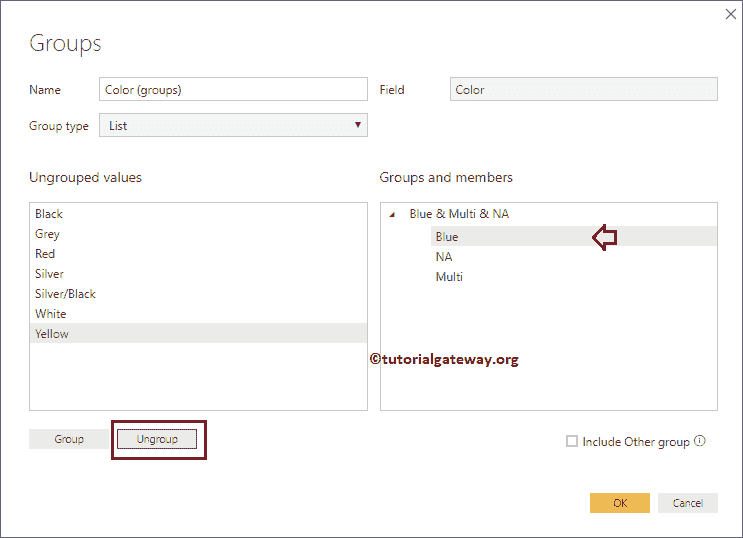 Groups
Name Color (groups) Field Color
Group type List
Ungrouped values
Black
Grey
Red
Silver
Silver/Black
White
Yellow
Groups and members
Blue & Multi & NA
Blue
NA
Multi
©tutorialgateway.org
Group Ungroup
Include Other group
OK Cancel